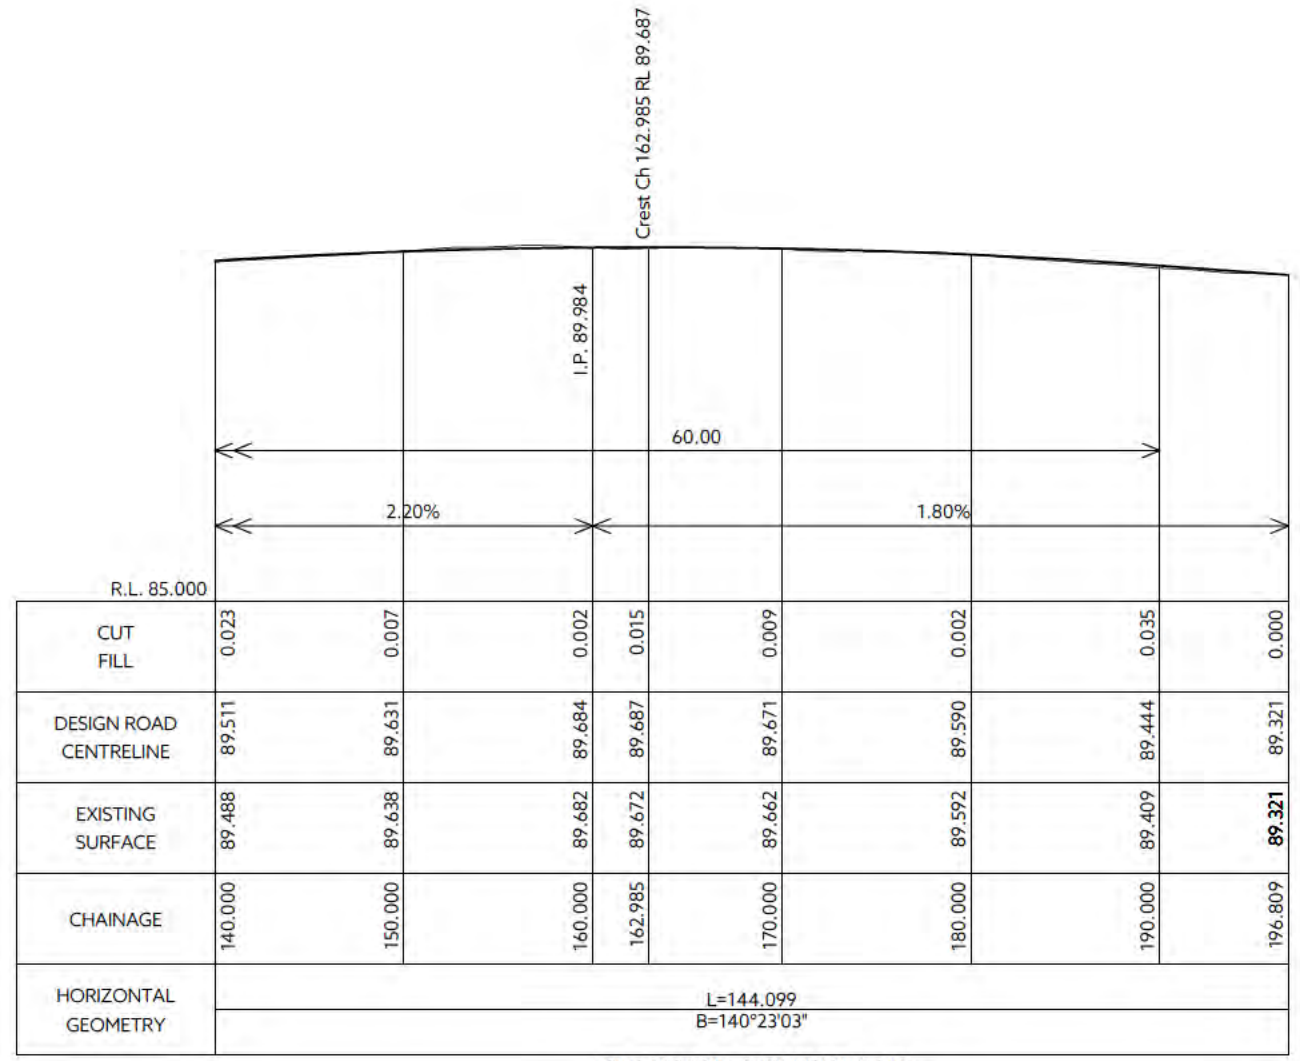 Crest Ch 162.985 RL 89.687
I.P. 89.984
60.00
2.20%
1.80%
R.L. 85.000
CUT
FILL
0.023
0.007
0.002
0.015
0.009
0.002
0.035
0.000
DESIGN ROAD
CENTRELINE
89.511
89.631
89.684
89.687
89.671
89.590
89.444
89.321
EXISTING
SURFACE
89.488
89.638
89.682
89.672
89.662
89.592
89.409
89.321
CHAINAGE
140.000
150.000
160.000
162.985
170.000
180.000
190.000
196.809
HORIZONTAL
GEOMETRY
L=144.099
B=140°23'03"